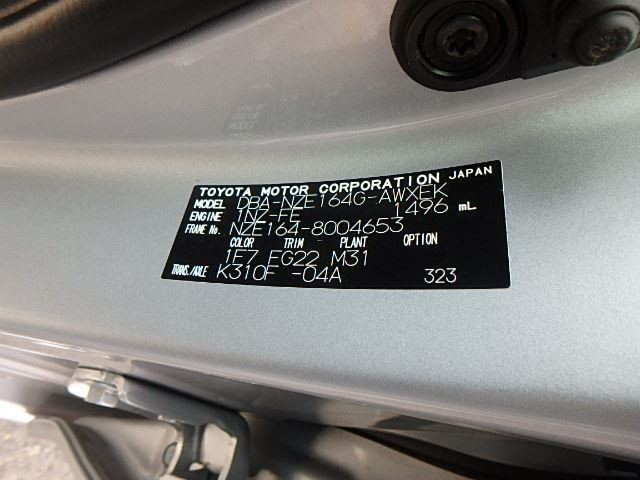 TOYOTA MOTOR CORPORATION JAPAN
MODEL DBA-NZE164G-AWXEK
ENGINE 1NZ-FE 1496 mL.
FRAME No. NZE164-8004653
COLOR TRIM PLANT OPTION
1F7 FG22 M31
TRANS./AXLE K310F -04A 323